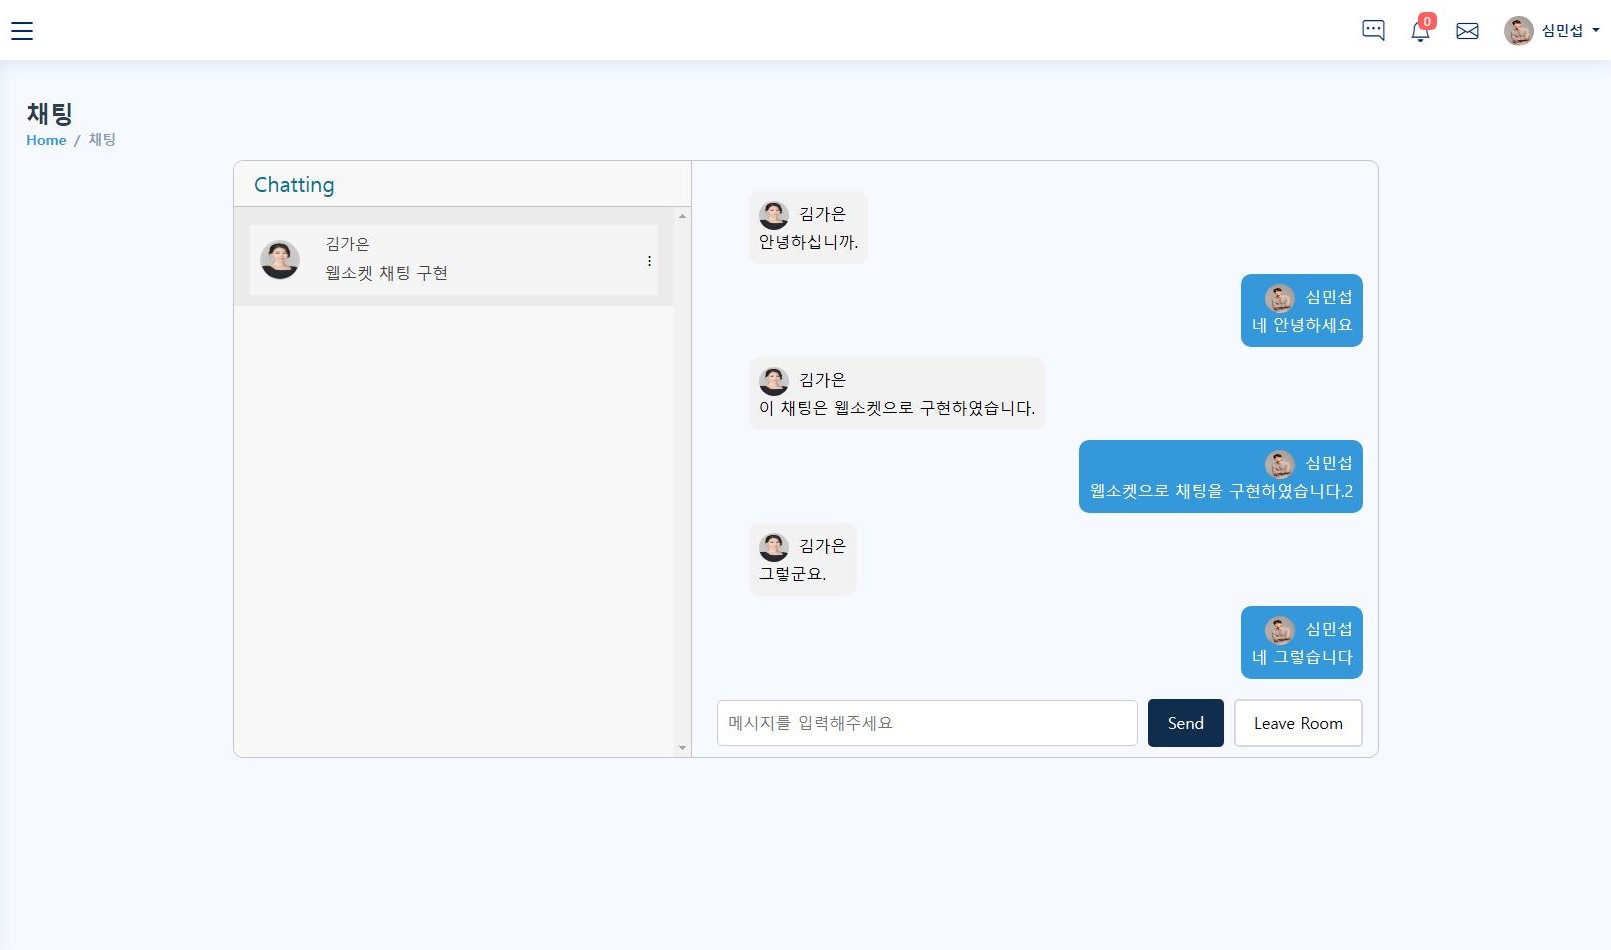 0
심민섭
채팅
Home / 채팅
Chatting
김가은
웹소켓 채팅 구현
김가은
안녕하십니까.
심민섭
네 안녕하세요
김가은
이 채팅은 웹소켓으로 구현하였습니다.
심민섭
웹소켓으로 채팅을 구현하였습니다.2
김가은
그렇군요.
심민섭
네 그렇습니다
메시지를 입력해주세요
Send
Leave Room